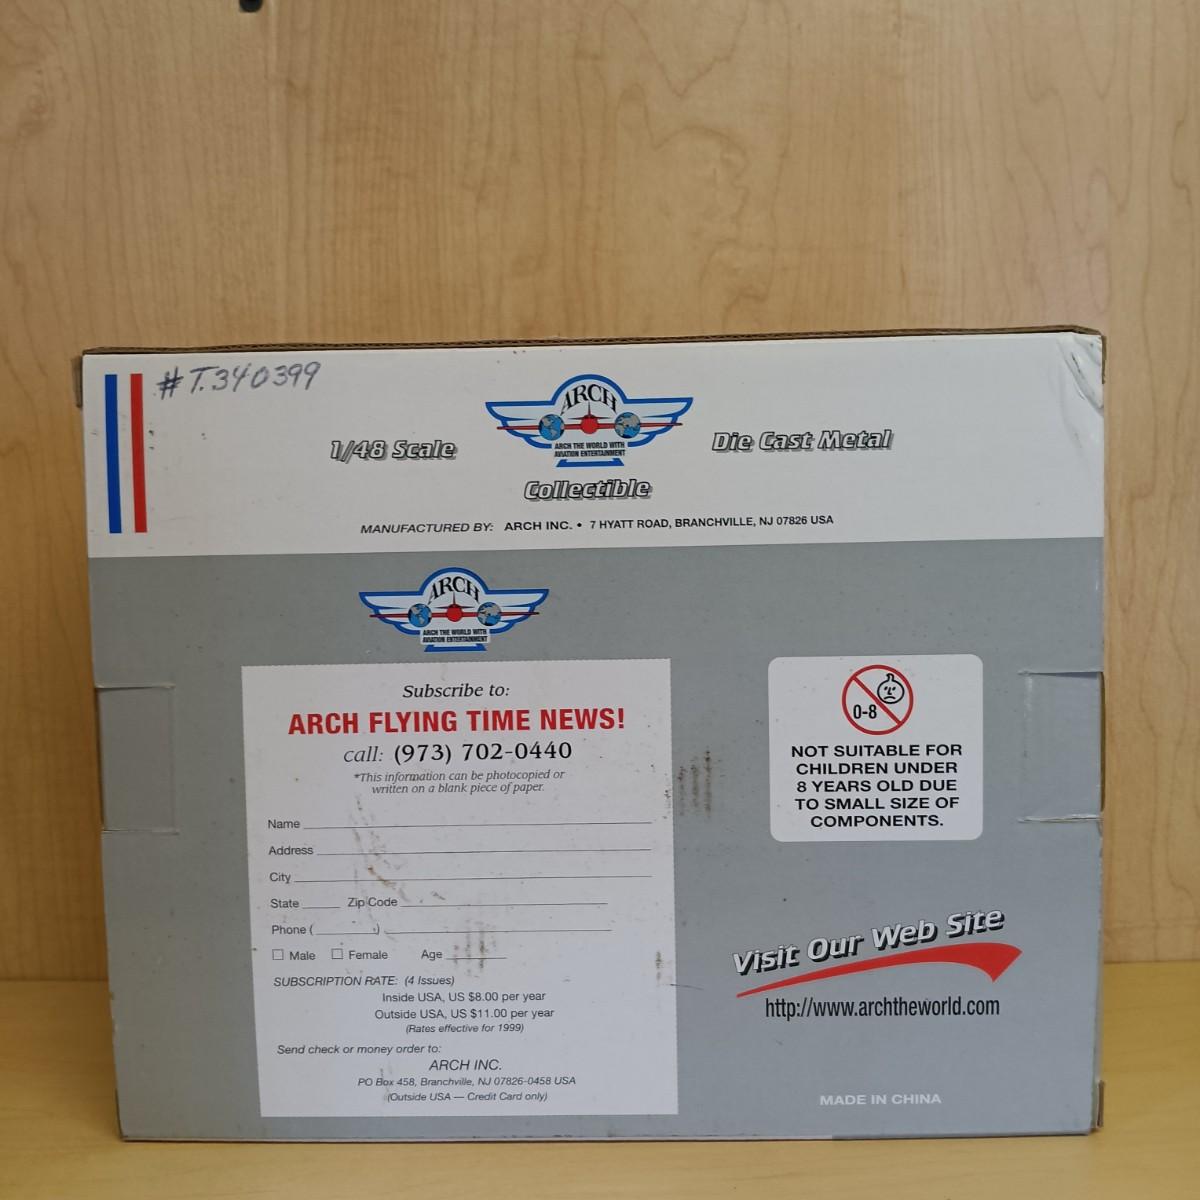 #T.340399
ARCH
ARCH THE WORLD WITH
AVIATION ENTERTAINMENT
1/48 Scale
Die Cast Metal
Collectible
MANUFACTURED BY: ARCH INC. • 7 HYATT ROAD, BRANCHVILLE, NJ 07826 USA
ARCH
ARCH THE WORLD WITH
AVIATION ENTERTAINMENT
Subscribe to:
ARCH FLYING TIME NEWS!
call: (973) 702-0440
*This information can be photocopied or
written on a blank piece of paper.
Name
Address
City
State Zip Code
Phone ( )
Male Female Age
SUBSCRIPTION RATE: (4 Issues)
Inside USA, US $8.00 per year
Outside USA, US $11.00 per year
(Rates effective for 1999)
Send check or money order to:
ARCH INC.
PO Box 458, Branchville, NJ 07826-0458 USA
(Outside USA — Credit Card only)
0-8
NOT SUITABLE FOR
CHILDREN UNDER
8 YEARS OLD DUE
TO SMALL SIZE OF
COMPONENTS.
Visit Our Web Site
http://www.archtheworld.com
MADE IN CHINA